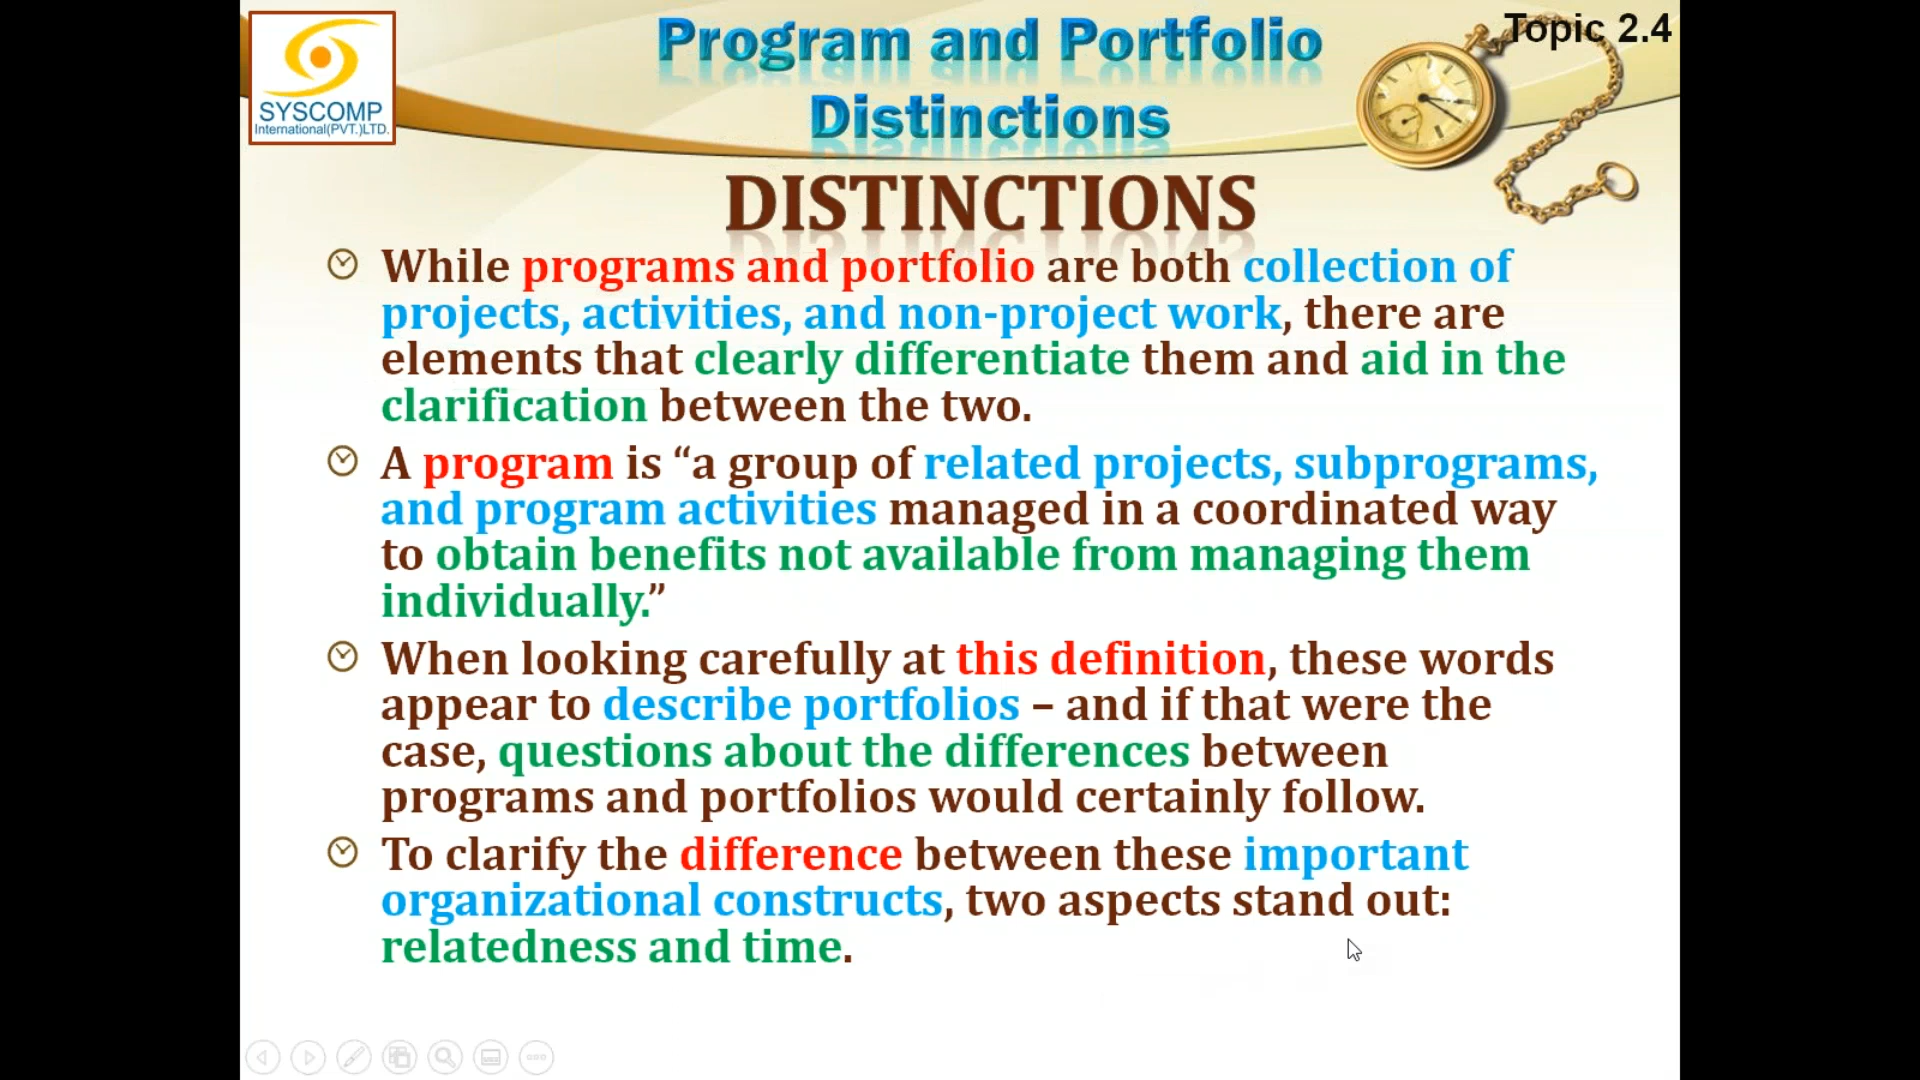 SYSCOMP
International(PVT.)LTD.
Program and Portfolio
Distinctions
Topic 2.4
DISTINCTIONS
While programs and portfolio are both collection of
projects, activities, and non-project work, there are
elements that clearly differentiate them and aid in the
clarification between the two.
A program is “a group of related projects, subprograms,
and program activities managed in a coordinated way
to obtain benefits not available from managing them
individually.”
When looking carefully at this definition, these words
appear to describe portfolios – and if that were the
case, questions about the differences between
programs and portfolios would certainly follow.
To clarify the difference between these important
organizational constructs, two aspects stand out:
relatedness and time.